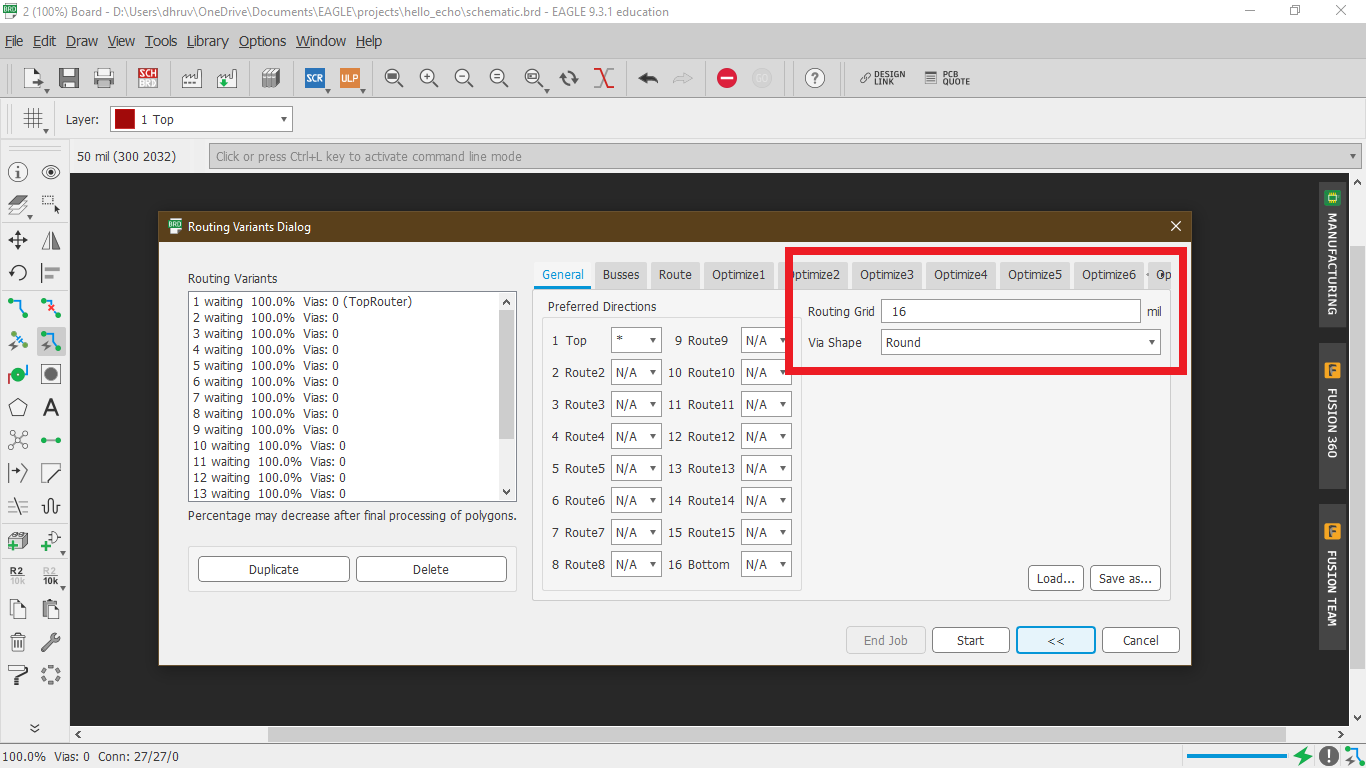 2 (100%) Board - D:\Users\dhruv\OneDrive\Documents\EAGLE\projects\hello_echo\schematic.brd - EAGLE 9.3.1 education
File Edit Draw View Tools Library Options Window Help
SCH BRD SCR ULP GO DESIGN LINK PCB QUOTE
Layer: 1 Top
50 mil (300 2032) Click or press Ctrl+L key to activate command line mode
BRD Routing Variants Dialog
Routing Variants
1 waiting 100.0% Vias: 0 (TopRouter)
2 waiting 100.0% Vias: 0
3 waiting 100.0% Vias: 0
4 waiting 100.0% Vias: 0
5 waiting 100.0% Vias: 0
6 waiting 100.0% Vias: 0
7 waiting 100.0% Vias: 0
8 waiting 100.0% Vias: 0
9 waiting 100.0% Vias: 0
10 waiting 100.0% Vias: 0
11 waiting 100.0% Vias: 0
12 waiting 100.0% Vias: 0
13 waiting 100.0% Vias: 0
Percentage may decrease after final processing of polygons.
Duplicate Delete
General Busses Route Optimize1 Optimize2 Optimize3 Optimize4 Optimize5 Optimize6
Preferred Directions
1 Top * 9 Route9 N/A
2 Route2 N/A 10 Route10 N/A
3 Route3 N/A 11 Route11 N/A
4 Route4 N/A 12 Route12 N/A
5 Route5 N/A 13 Route13 N/A
6 Route6 N/A 14 Route14 N/A
7 Route7 N/A 15 Route15 N/A
8 Route8 N/A 16 Bottom N/A
Routing Grid 16 mil
Via Shape Round
Load... Save as...
End Job Start << Cancel
MANUFACTURING
F FUSION 360
F FUSION TEAM
R2 10k R2 10k
100.0% Vias: 0 Conn: 27/27/0